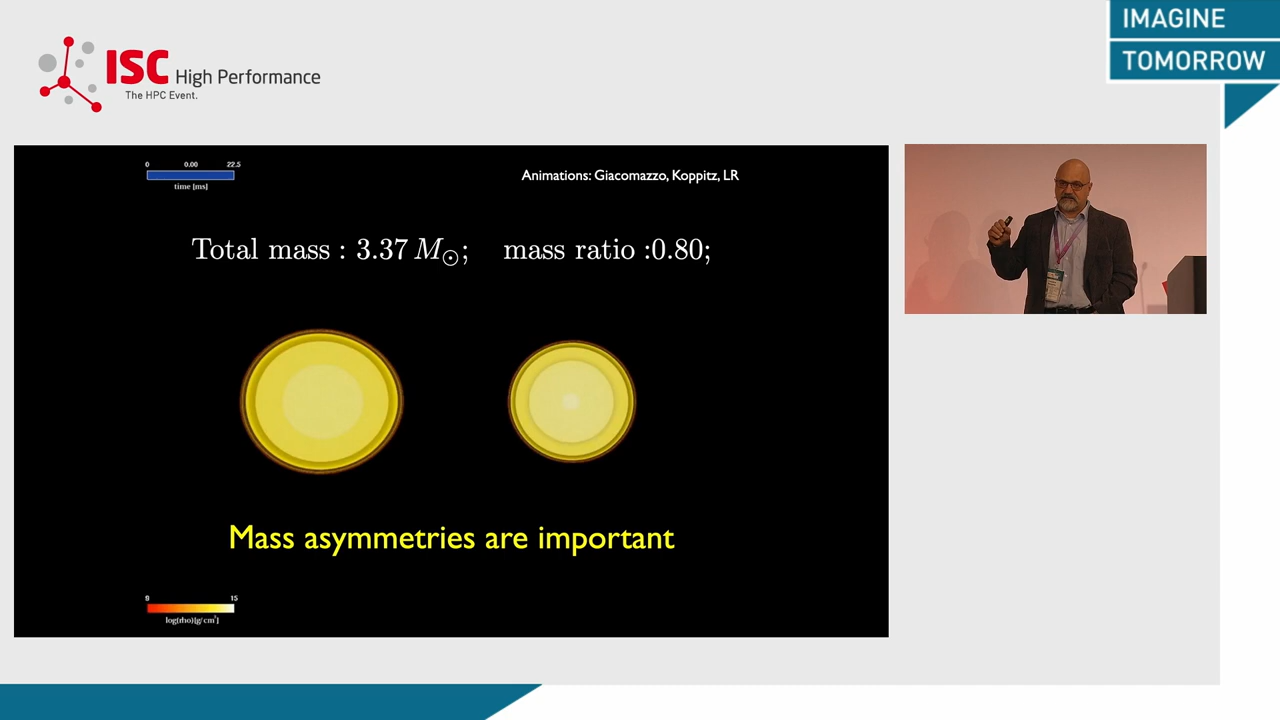 IMAGINE
TOMORROW
ISC High Performance
The HPC Event.
0 0.00 22.5
time [ms]
Animations: Giacomazzo, Koppitz, LR
Total mass : 3.37 M☉; mass ratio :0.80;
Mass asymmetries are important
9 15
log(rho)[g/cm³]